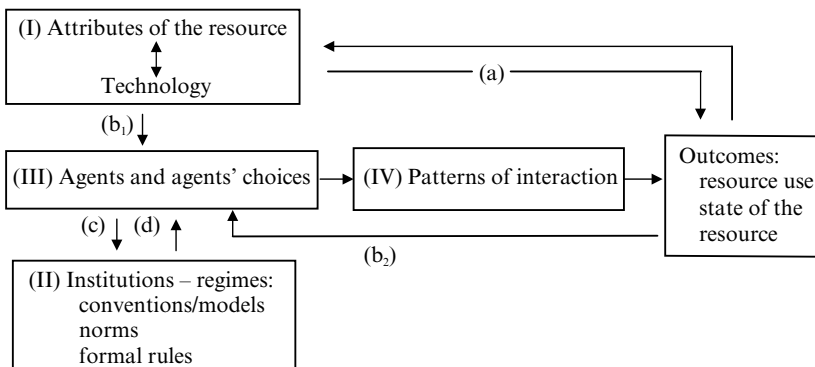 (I) Attributes of the resource
Technology
(a)
(b₁)
(III) Agents and agents’ choices
(IV) Patterns of interaction
Outcomes:
resource use
state of the
resource
(c) (d)
(b₂)
(II) Institutions – regimes:
conventions/models
norms
formal rules